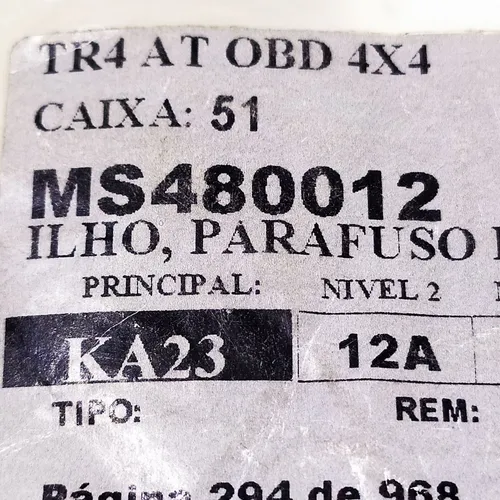 TR4 AT OBD 4X4
CAIXA: 51
MS480012
ILHO, PARAFUSO
PRINCIPAL: NIVEL 2
KA23 12A
TIPO: REM:
Página 294 de 968